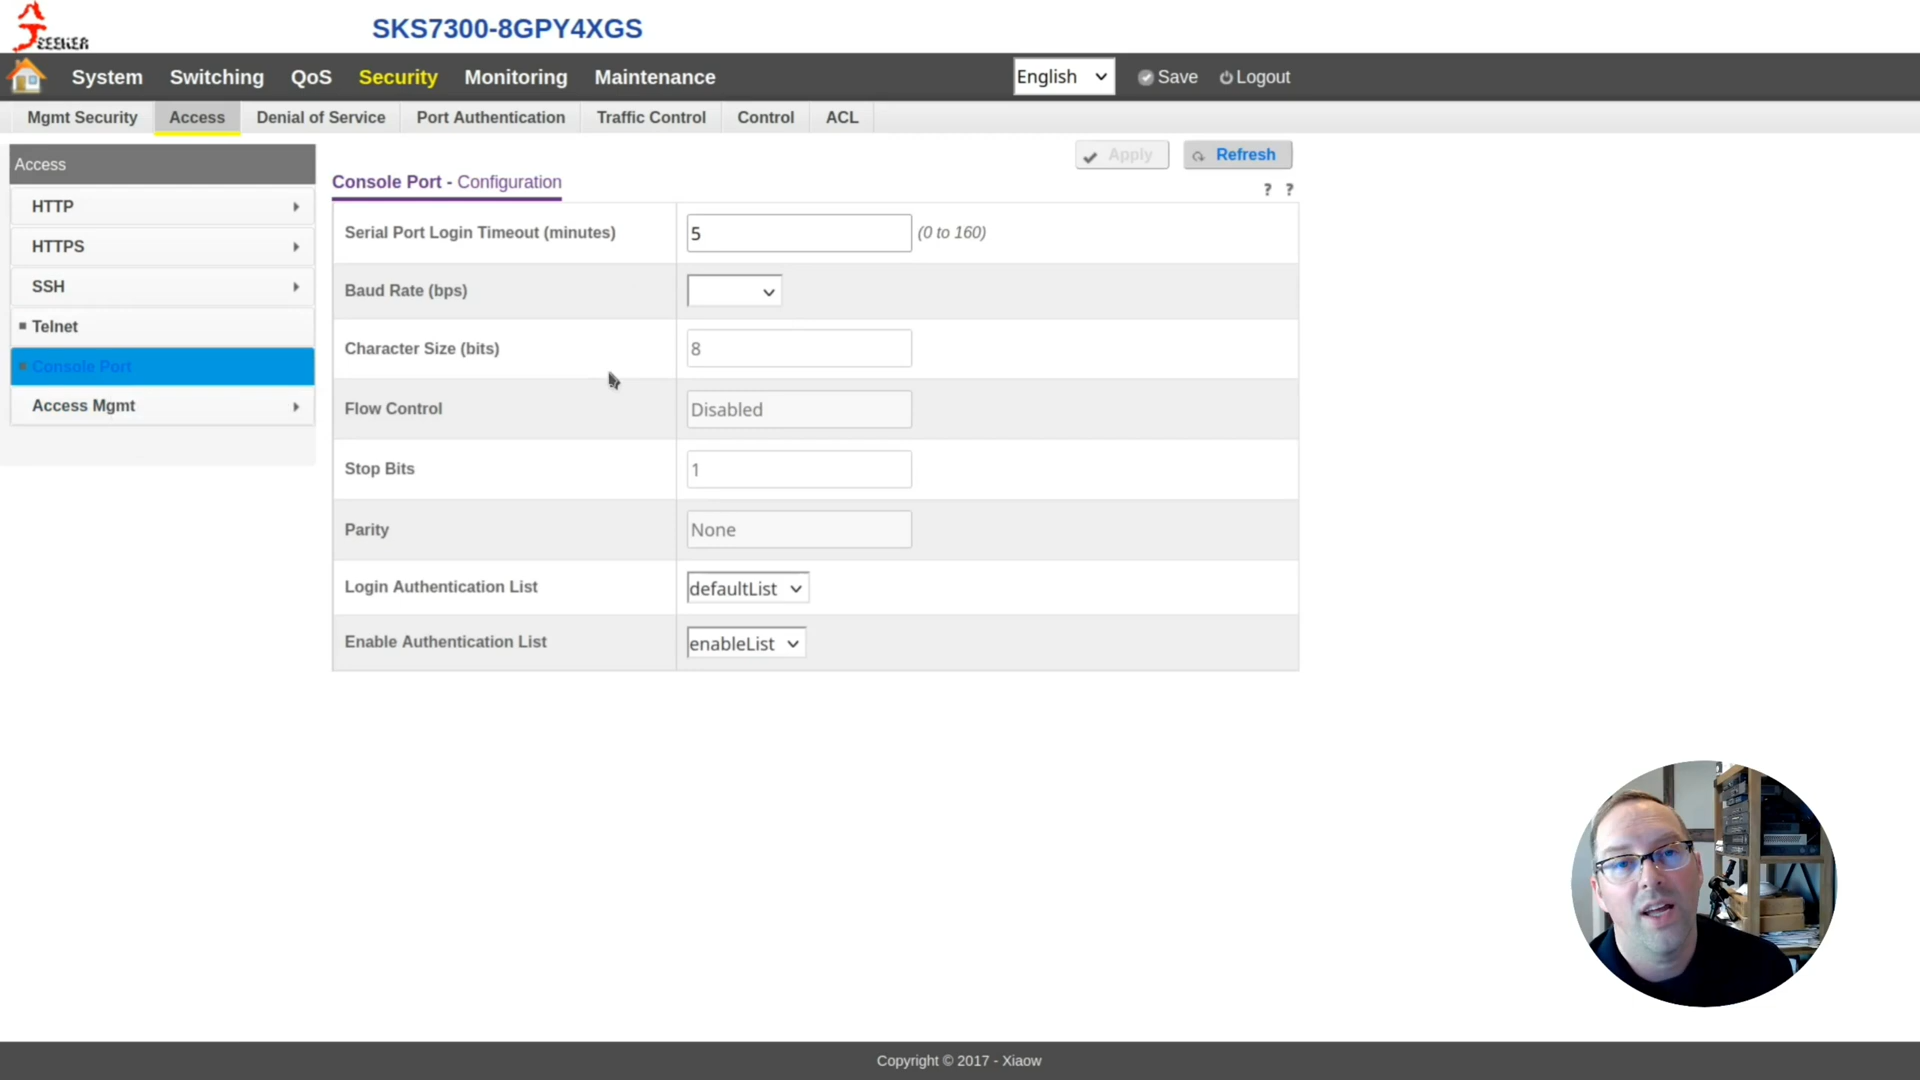 SEEKER
SKS7300-8GPY4XGS
System Switching QoS Security Monitoring Maintenance English Save Logout
Mgmt Security Access Denial of Service Port Authentication Traffic Control Control ACL
Apply Refresh
Access
HTTP
HTTPS
SSH
Telnet
Console Port
Access Mgmt
Console Port - Configuration
? ?
Serial Port Login Timeout (minutes) 5 (0 to 160)
Baud Rate (bps)
Character Size (bits) 8
Flow Control Disabled
Stop Bits 1
Parity None
Login Authentication List defaultList
Enable Authentication List enableList
Copyright © 2017 - Xiaow